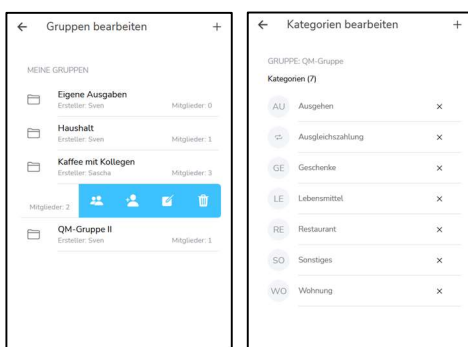 Gruppen bearbeiten
MEINE GRUPPEN
Eigene Ausgaben
Ersteller: Sven
Mitglieder: 0
Haushalt
Ersteller: Sven
Mitglieder: 1
Kaffee mit Kollegen
Ersteller: Sascha
Mitglieder: 3
Mitglieder: 2
QM-Gruppe II
Ersteller: Sven
Mitglieder: 1
Kategorien bearbeiten
GRUPPE: QM-Gruppe
Kategorien (7)
AU Ausgehen
Ausgleichszahlung
GE Geschenke
LE Lebensmittel
RE Restaurant
SO Sonstiges
WO Wohnung